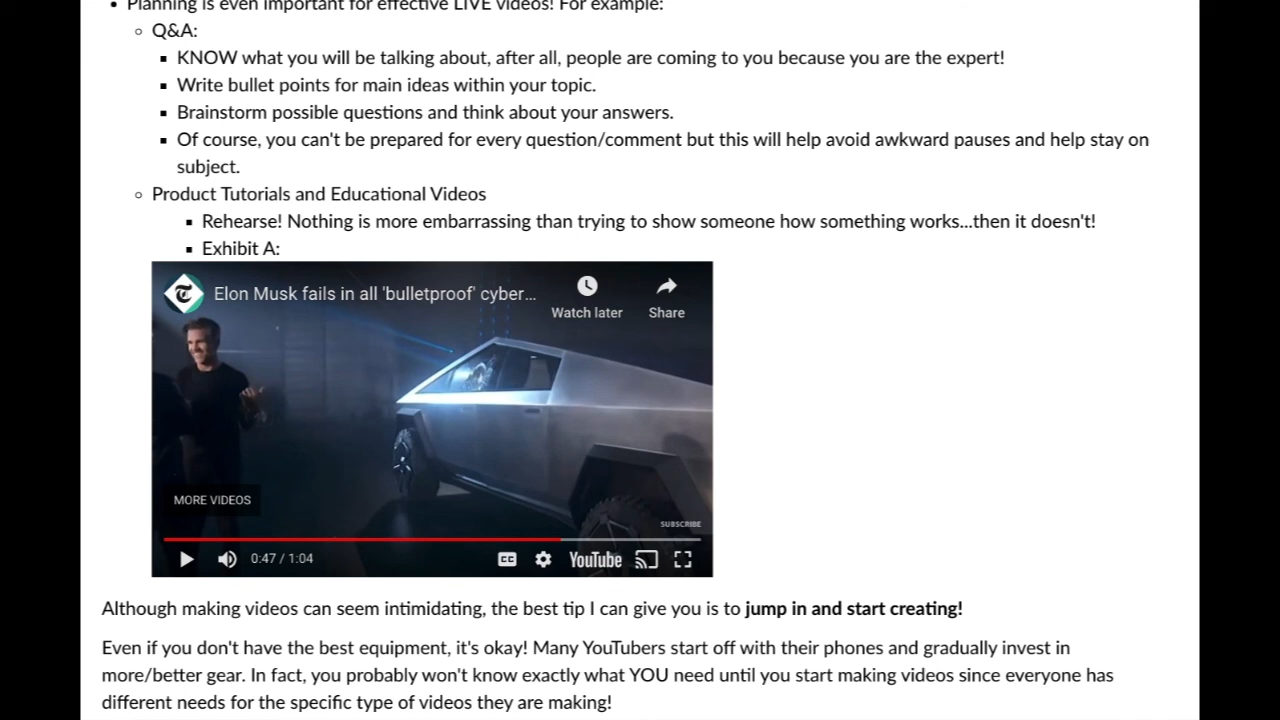 Planning is even important for effective LIVE videos! For example:
Q&A:
KNOW what you will be talking about, after all, people are coming to you because you are the expert!
Write bullet points for main ideas within your topic.
Brainstorm possible questions and think about your answers.
Of course, you can't be prepared for every question/comment but this will help avoid awkward pauses and help stay on
subject.
Product Tutorials and Educational Videos
Rehearse! Nothing is more embarrassing than trying to show someone how something works...then it doesn't!
Exhibit A:
Elon Musk fails in all 'bulletproof' cyber...
Watch later
Share
MORE VIDEOS
SUBSCRIBE
0:47 / 1:04
CC
YouTube
Although making videos can seem intimidating, the best tip I can give you is to jump in and start creating!
Even if you don't have the best equipment, it's okay! Many YouTubers start off with their phones and gradually invest in
more/better gear. In fact, you probably won't know exactly what YOU need until you start making videos since everyone has
different needs for the specific type of videos they are making!